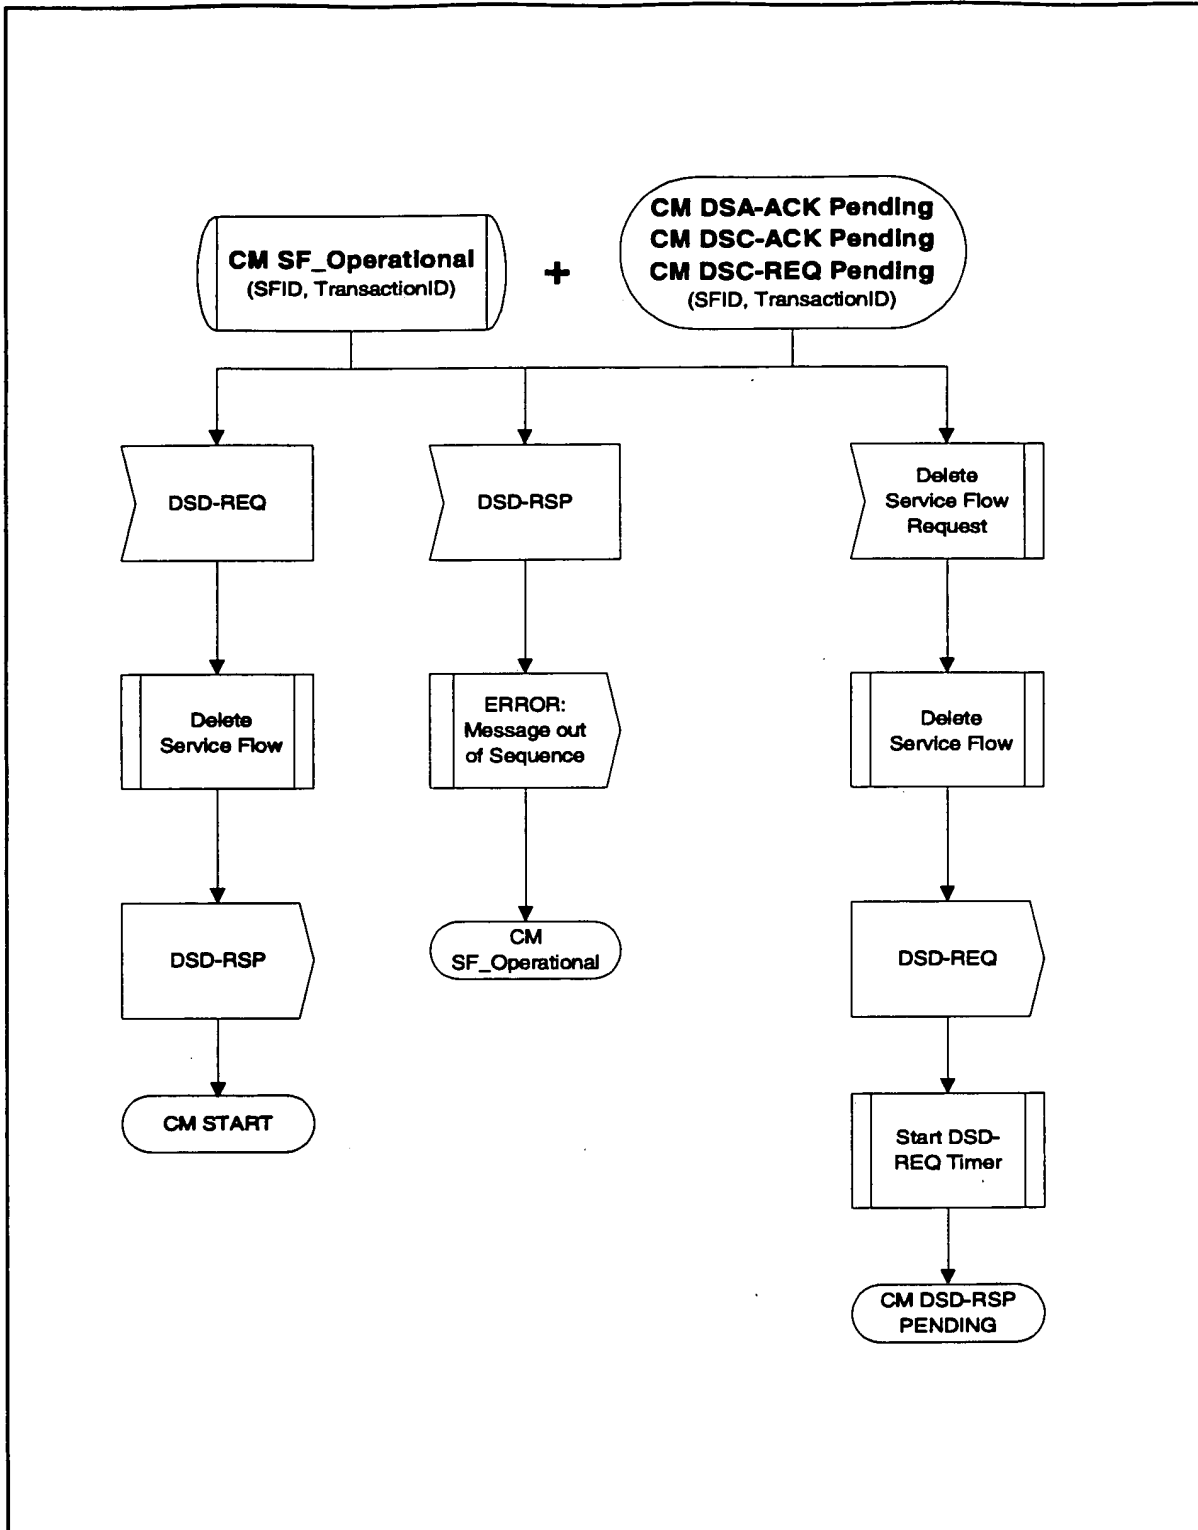 CM SF_Operational
(SFID, TransactionID)
+
CM DSA-ACK Pending
CM DSC-ACK Pending
CM DSC-REQ Pending
(SFID, TransactionID)
DSD-REQ
DSD-RSP
Delete
Service Flow
Request
Delete
Service Flow
ERROR:
Message out
of Sequence
Delete
Service Flow
DSD-RSP
CM
SF_Operational
DSD-REQ
CM START
Start DSD-
REQ Timer
CM DSD-RSP
PENDING